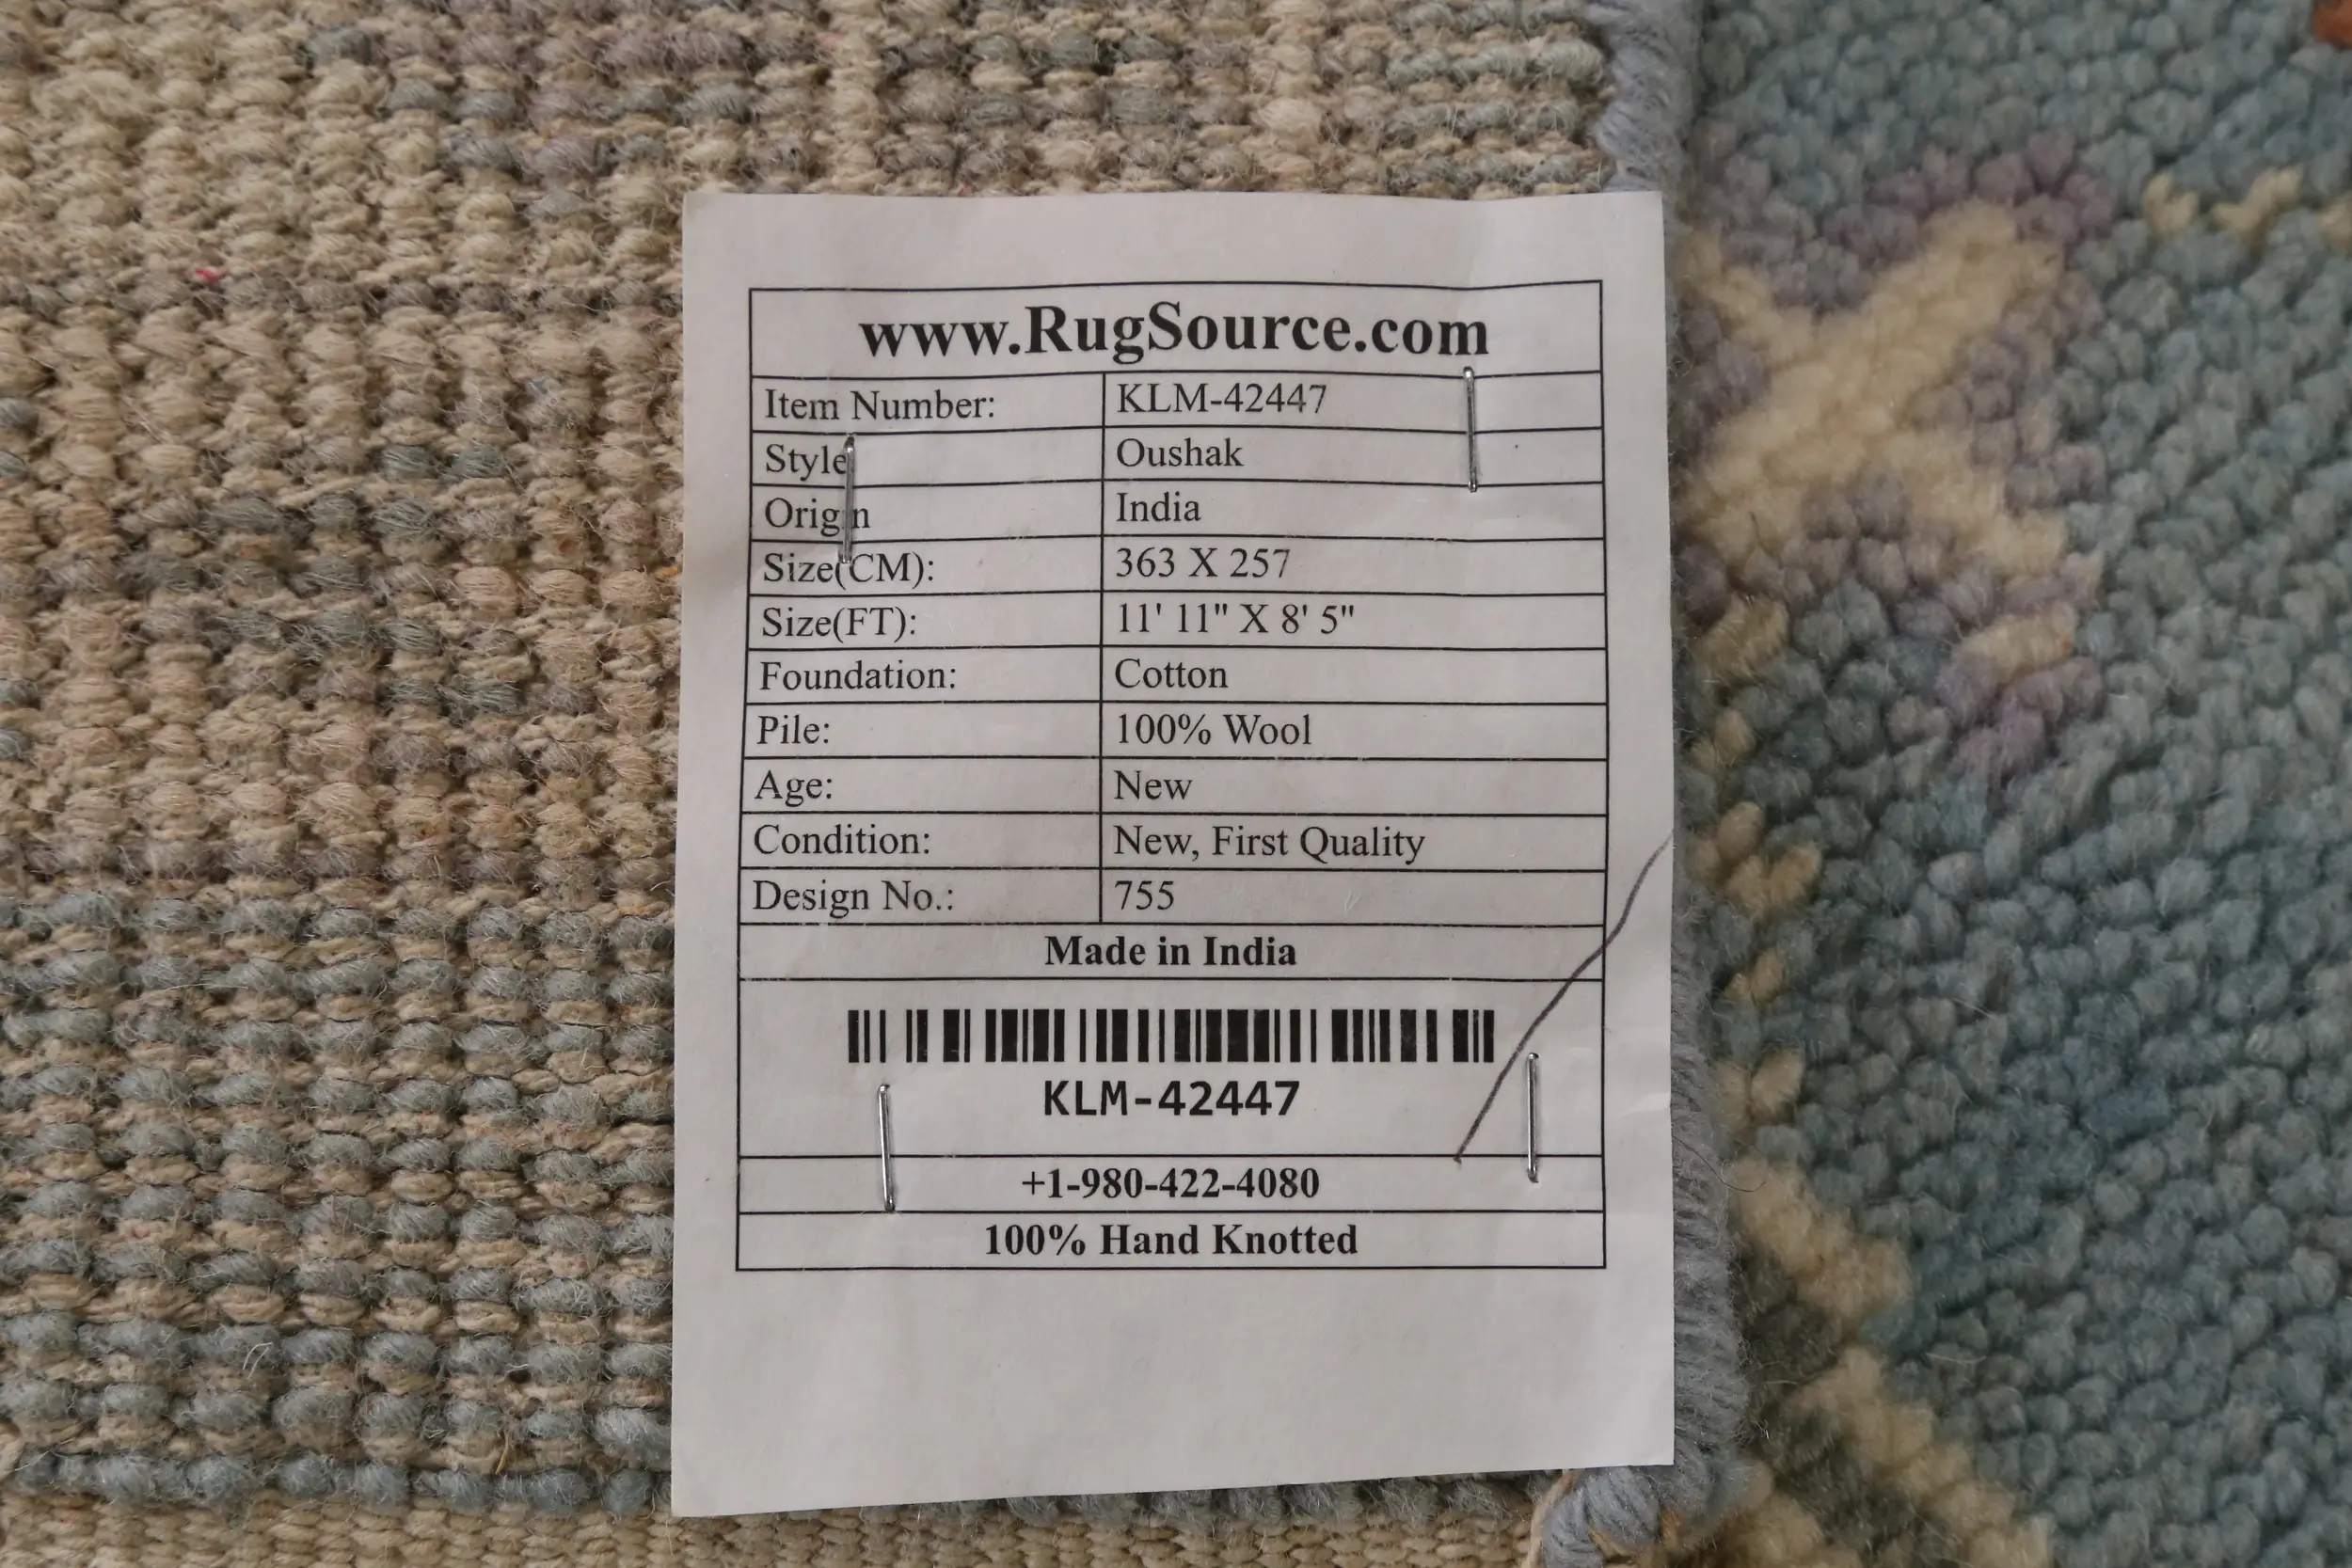 www.RugSource.com
Item Number: KLM-42447
Style Oushak
Origin India
Size(CM): 363 X 257
Size(FT): 11' 11" X 8' 5"
Foundation: Cotton
Pile: 100% Wool
Age: New
Condition: New, First Quality
Design No.: 755
Made in India
KLM-42447
+1-980-422-4080
100% Hand Knotted